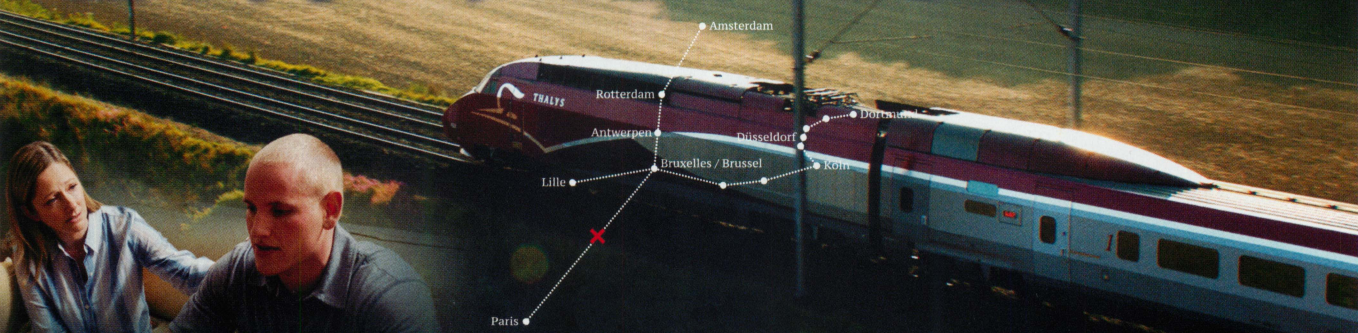 Amsterdam
THALYS
Rotterdam
Dortmund
Antwerpen
Düsseldorf
Bruxelles / Brussel
Köln
Lille
Paris